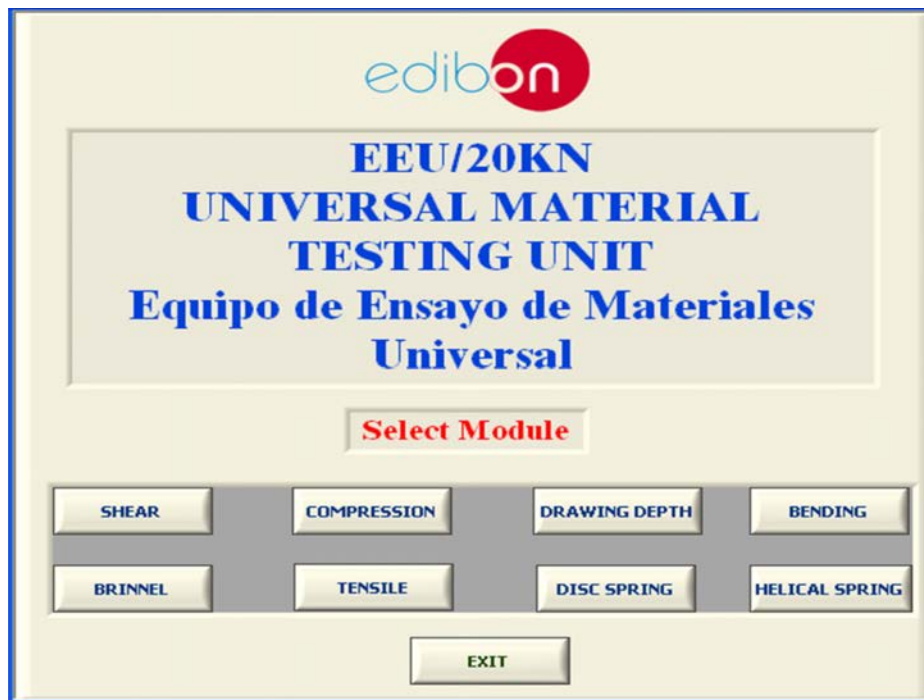 edibon
EEU/20KN
UNIVERSAL MATERIAL
TESTING UNIT
Equipo de Ensayo de Materiales
Universal
Select Module
SHEAR
COMPRESSION
DRAWING DEPTH
BENDING
BRINNEL
TENSILE
DISC SPRING
HELICAL SPRING
EXIT